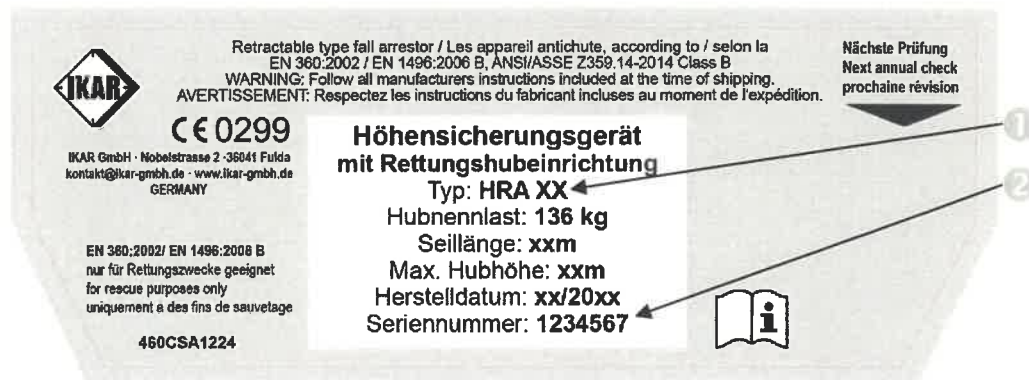 IKAR
Retractable type fall arrestor / Les appareil antichute, according to / selon la
EN 360:2002 / EN 1496:2006 B, ANSI/ASSE Z359.14-2014 Class B
WARNING: Follow all manufacturers instructions included at the time of shipping.
AVERTISSEMENT: Respectez les instructions du fabricant incluses au moment de l'expédition.
Nächste Prüfung
Next annual check
prochaine révision
CE 0299
IKAR GmbH · Nobelstrasse 2 -36041 Fulda
kontakt@ikar-gmbh.de · www.ikar-gmbh.de
GERMANY
Höhensicherungsgerät
mit Rettungshubeinrichtung
Typ: HRA XX
Hubnennlast: 136 kg
Seillänge: xxm
Max. Hubhöhe: xxm
Herstelldatum: xx/20xx
Seriennummer: 1234567
1
2
EN 360:2002/ EN 1496:2006 B
nur für Rettungszwecke geeignet
for rescue purposes only
uniquement a des fins de sauvetage
460CSA1224
i